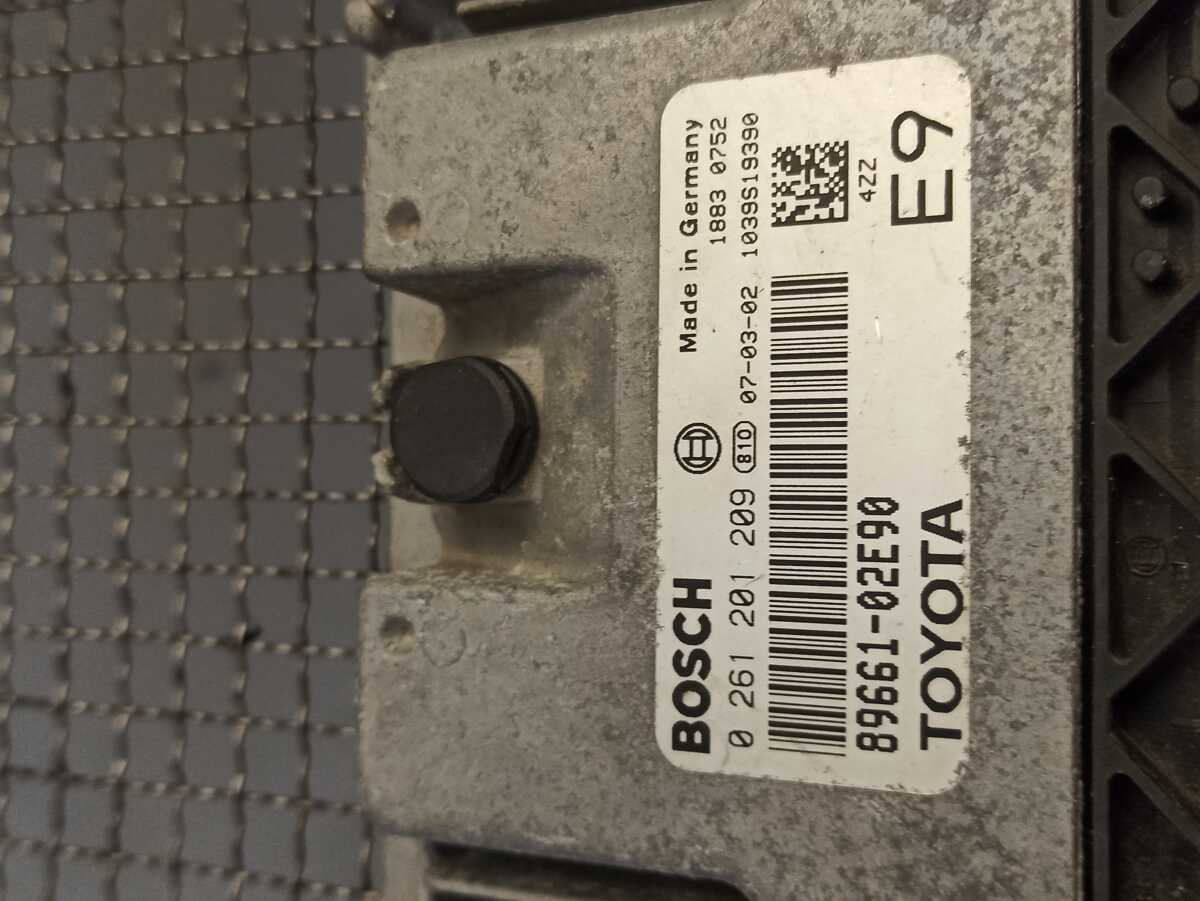 BOSCH
Made in Germany
1883 0752
0 261 201 209 810 07-03-02 1039S19390
4ZZ
89661-02E90
E9
TOYOTA